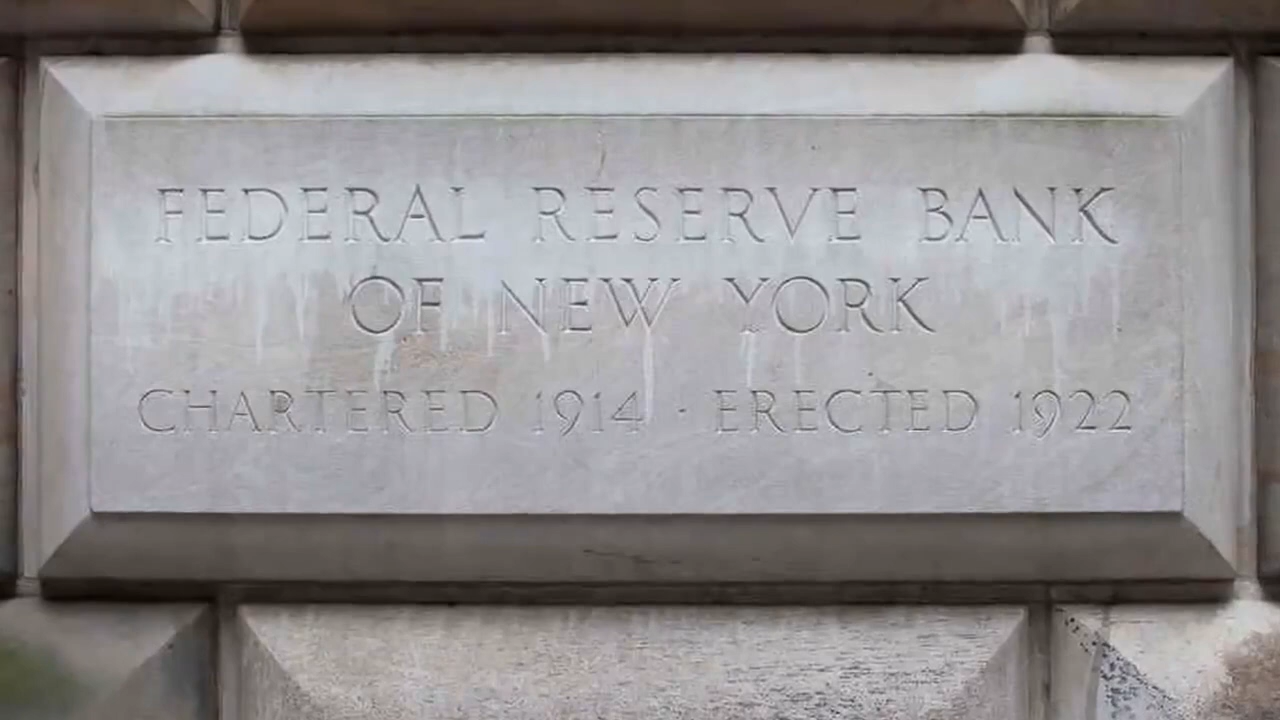 FEDERAL RESERVE BANK
OF NEW YORK
CHARTERED 1914 · ERECTED 1922